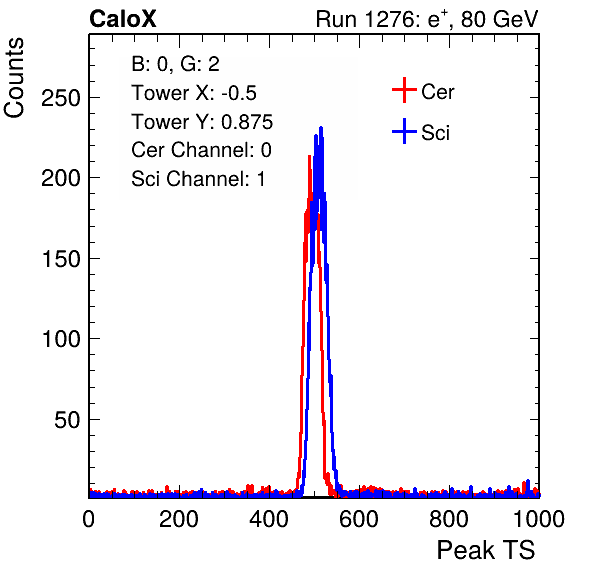 CaloX Run 1276: e⁺, 80 GeV
Counts
B: 0, G: 2
Tower X: -0.5
Tower Y: 0.875
Cer Channel: 0
Sci Channel: 1
Cer
Sci
250
200
150
100
50
0 200 400 600 800 1000
Peak TS